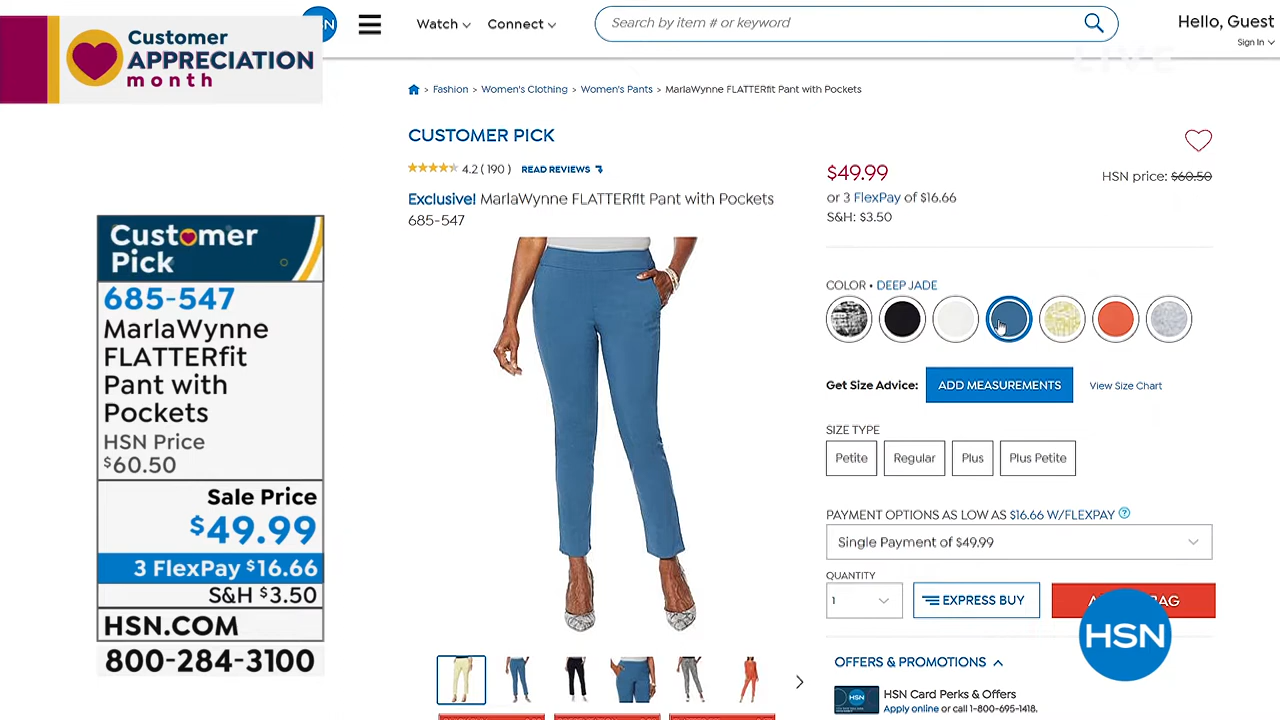 Customer
APPRECIATION
month
Watch
Connect
Search by item # or keyword
Hello, Guest
Sign In
LIVE
> Fashion > Women's Clothing > Women's Pants > MarlaWynne FLATTERfit Pant with Pockets
CUSTOMER PICK
4.2 ( 190 ) READ REVIEWS
Exclusive! MarlaWynne FLATTERfit Pant with Pockets
685-547
$49.99
HSN price: $60.50
or 3 FlexPay of $16.66
S&H: $3.50
COLOR • DEEP JADE
Get Size Advice: ADD MEASUREMENTS View Size Chart
SIZE TYPE
Petite Regular Plus Plus Petite
PAYMENT OPTIONS AS LOW AS $16.66 W/FLEXPAY ?
Single Payment of $49.99
QUANTITY
1
EXPRESS BUY
HSN
OFFERS & PROMOTIONS
HSN
HSN Card Perks & Offers
Apply online or call 1-800-695-1418.
Customer
Pick
685-547
MarlaWynne
FLATTERfit
Pant with
Pockets
HSN Price
$60.50
Sale Price
$49.99
3 FlexPay $16.66
S&H $3.50
HSN.COM
800-284-3100